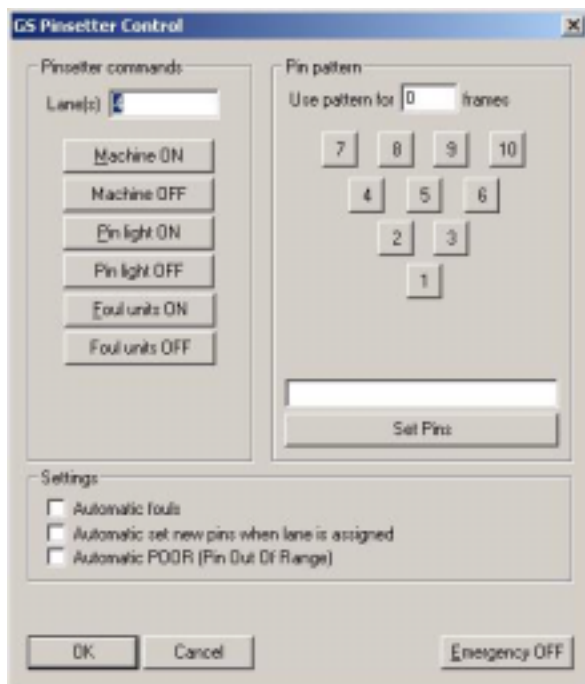 GS Pinsetter Control
Pinsetter commands
Lane(s) 4
Machine ON
Machine OFF
Pin light ON
Pin light OFF
Foul units ON
Foul units OFF
Pin pattern
Use pattern for 0 frames
7 8 9 10
4 5 6
2 3
1
Set Pins
Settings
Automatic fouls
Automatic set new pins when lane is assigned
Automatic POOR (Pin Out Of Range)
OK Cancel Emergency OFF